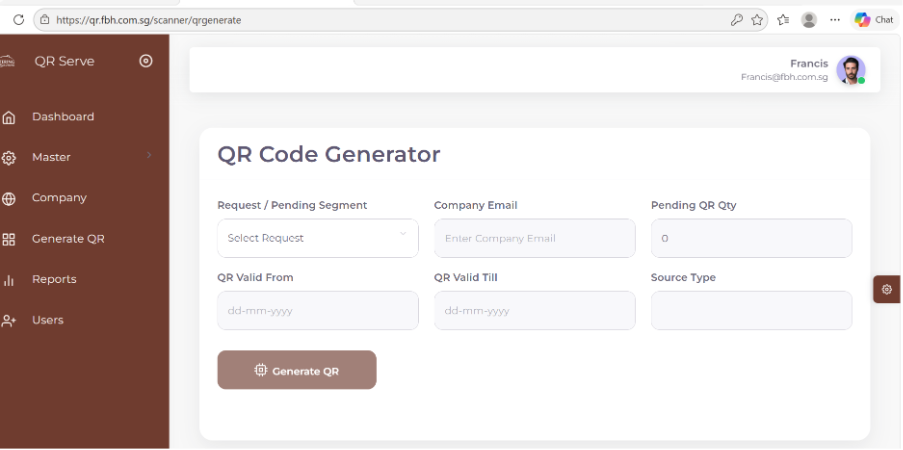 https://qr.fbh.com.sg/scanner/qrgenerate
Chat
QR Serve
Francis
Francis@fbh.com.sg
Dashboard
Master
Company
Generate QR
Reports
Users
QR Code Generator
Request / Pending Segment
Company Email
Pending QR Qty
Select Request
Enter Company Email
0
QR Valid From
QR Valid Till
Source Type
dd-mm-yyyy
dd-mm-yyyy
Generate QR